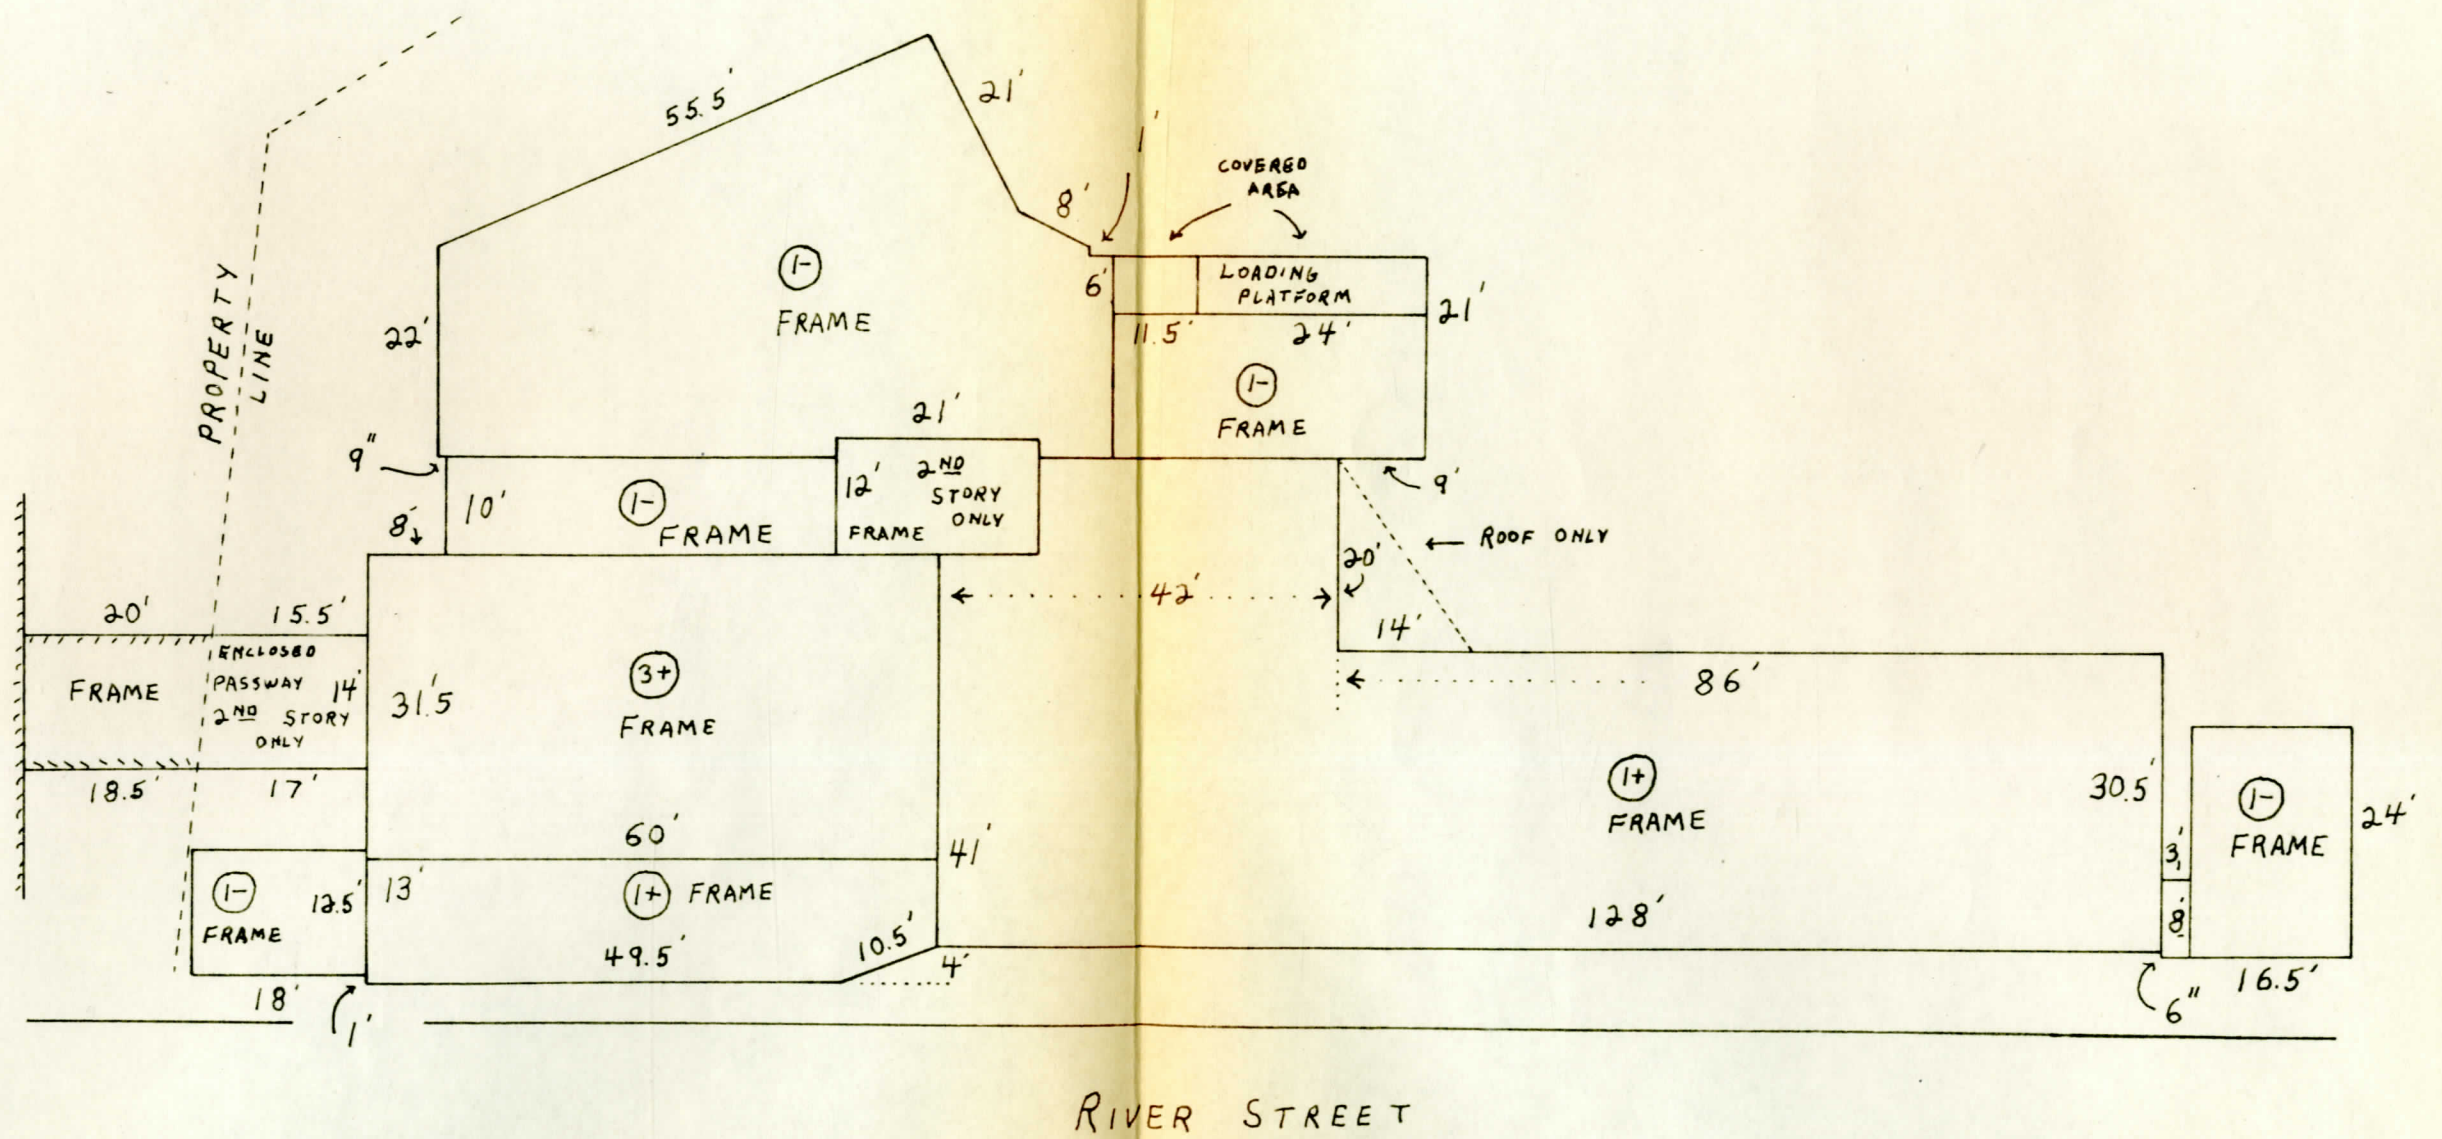 55.5'
21'
1'
8'
COVERED
AREA
PROPERTY
LINE
22'
1-
FRAME
6'
LOADING
PLATFORM
21'
11.5'
24'
1-
FRAME
9'
21'
9"
8'
10'
1-
FRAME
12'
2ND
STORY
ONLY
FRAME
ROOF ONLY
20'
14'
42'
86'
20'
15.5'
FRAME
ENCLOSED
PASSWAY
2ND STORY
ONLY
14'
18.5'
17'
31.'5
3+
FRAME
60'
41'
1+
FRAME
128'
30.5'
3'
8'
1-
FRAME
24'
16.5'
6"
1-
FRAME
12.5'
18'
1'
13'
1+ FRAME
49.5'
10.5'
4'
RIVER STREET